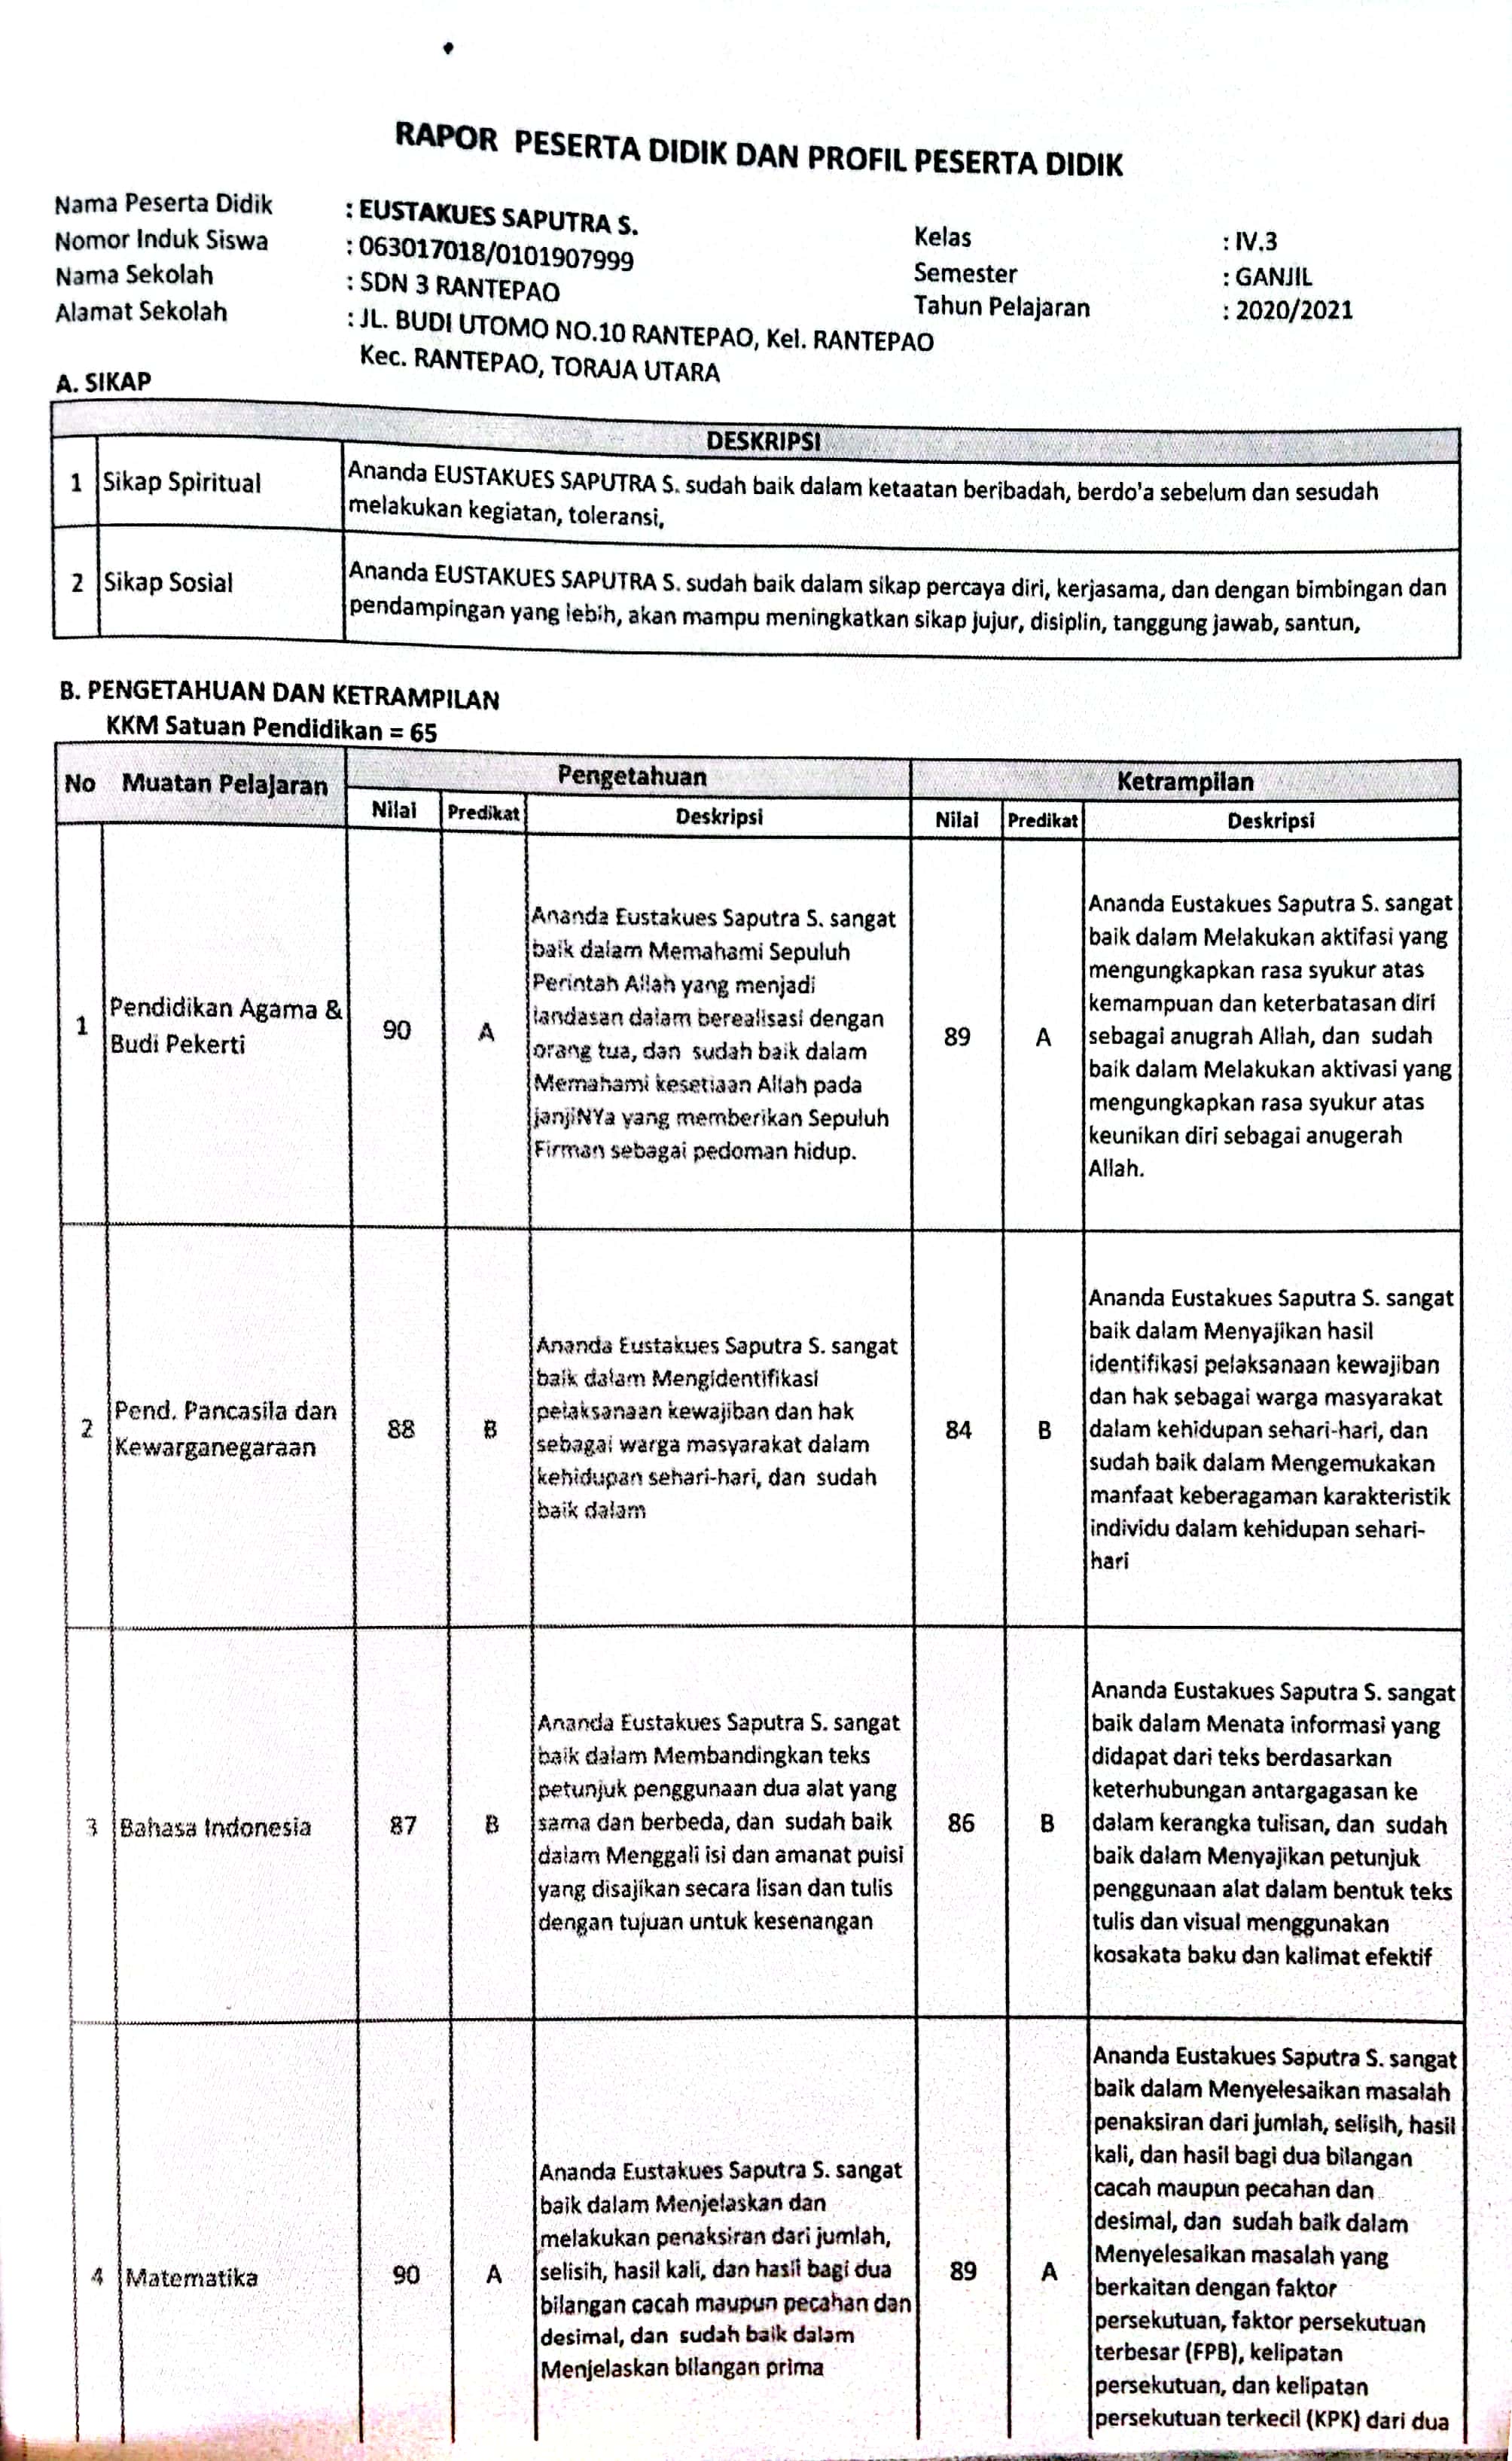 RAPOR PESERTA DIDIK DAN PROFIL PESERTA DIDIK
Nama Peserta Didik : EUSTAKUES SAPUTRA S.
Nomor Induk Siswa : 063017018/0101907999
Nama Sekolah : SDN 3 RANTEPAO
Alamat Sekolah : JL. BUDI UTOMO NO.10 RANTEPAO, Kel. RANTEPAO
Kec. RANTEPAO, TORAJA UTARA
Kelas : IV.3
Semester : GANJIL
Tahun Pelajaran : 2020/2021
A. SIKAP
DESKRIPSI
1 Sikap Spiritual
Ananda EUSTAKUES SAPUTRA S. sudah baik dalam ketaatan beribadah, berdo'a sebelum dan sesudah
melakukan kegiatan, toleransi,
2 Sikap Sosial
Ananda EUSTAKUES SAPUTRA S. sudah baik dalam sikap percaya diri, kerjasama, dan dengan bimbingan dan
pendampingan yang lebih, akan mampu meningkatkan sikap jujur, disiplin, tanggung jawab, santun,
B. PENGETAHUAN DAN KETRAMPILAN
KKM Satuan Pendidikan = 65
No Muatan Pelajaran Pengetahuan Ketrampilan
Nilai Predikat Deskripsi Nilai Predikat Deskripsi
1
Pendidikan Agama &
Budi Pekerti
90
A
Ananda Eustakues Saputra S. sangat
baik dalam Memahami Sepuluh
Perintah Allah yang menjadi
landasan dalam berealisasi dengan
orang tua, dan sudah baik dalam
Memahami kesetiaan Allah pada
janjiNYa yang memberikan Sepuluh
Firman sebagai pedoman hidup.
89
A
Ananda Eustakues Saputra S. sangat
baik dalam Melakukan aktifasi yang
mengungkapkan rasa syukur atas
kemampuan dan keterbatasan diri
sebagai anugrah Allah, dan sudah
baik dalam Melakukan aktivasi yang
mengungkapkan rasa syukur atas
keunikan diri sebagai anugerah
Allah.
2
Pend. Pancasila dan
Kewarganegaraan
88
B
Ananda Eustakues Saputra S. sangat
baik dalam Mengidentifikasi
pelaksanaan kewajiban dan hak
sebagai warga masyarakat dalam
kehidupan sehari-hari, dan sudah
baik dalam
84
B
Ananda Eustakues Saputra S. sangat
baik dalam Menyajikan hasil
identifikasi pelaksanaan kewajiban
dan hak sebagai warga masyarakat
dalam kehidupan sehari-hari, dan
sudah baik dalam Mengemukakan
manfaat keberagaman karakteristik
individu dalam kehidupan sehari-
hari
3
Bahasa Indonesia
87
B
Ananda Eustakues Saputra S. sangat
baik dalam Membandingkan teks
petunjuk penggunaan dua alat yang
sama dan berbeda, dan sudah baik
dalam Menggali isi dan amanat puisi
yang disajikan secara lisan dan tulis
dengan tujuan untuk kesenangan
86
B
Ananda Eustakues Saputra S. sangat
baik dalam Menata informasi yang
didapat dari teks berdasarkan
keterhubungan antargagasan ke
dalam kerangka tulisan, dan sudah
baik dalam Menyajikan petunjuk
penggunaan alat dalam bentuk teks
tulis dan visual menggunakan
kosakata baku dan kalimat efektif
4
Matematika
90
A
Ananda Eustakues Saputra S. sangat
baik dalam Menjelaskan dan
melakukan penaksiran dari jumlah,
selisih, hasil kali, dan hasil bagi dua
bilangan cacah maupun pecahan dan
desimal, dan sudah baik dalam
Menjelaskan bilangan prima
89
A
Ananda Eustakues Saputra S. sangat
baik dalam Menyelesaikan masalah
penaksiran dari jumlah, selisih, hasil
kali, dan hasil bagi dua bilangan
cacah maupun pecahan dan
desimal, dan sudah baik dalam
Menyelesaikan masalah yang
berkaitan dengan faktor
persekutuan, faktor persekutuan
terbesar (FPB), kelipatan
persekutuan, dan kelipatan
persekutuan terkecil (KPK) dari dua